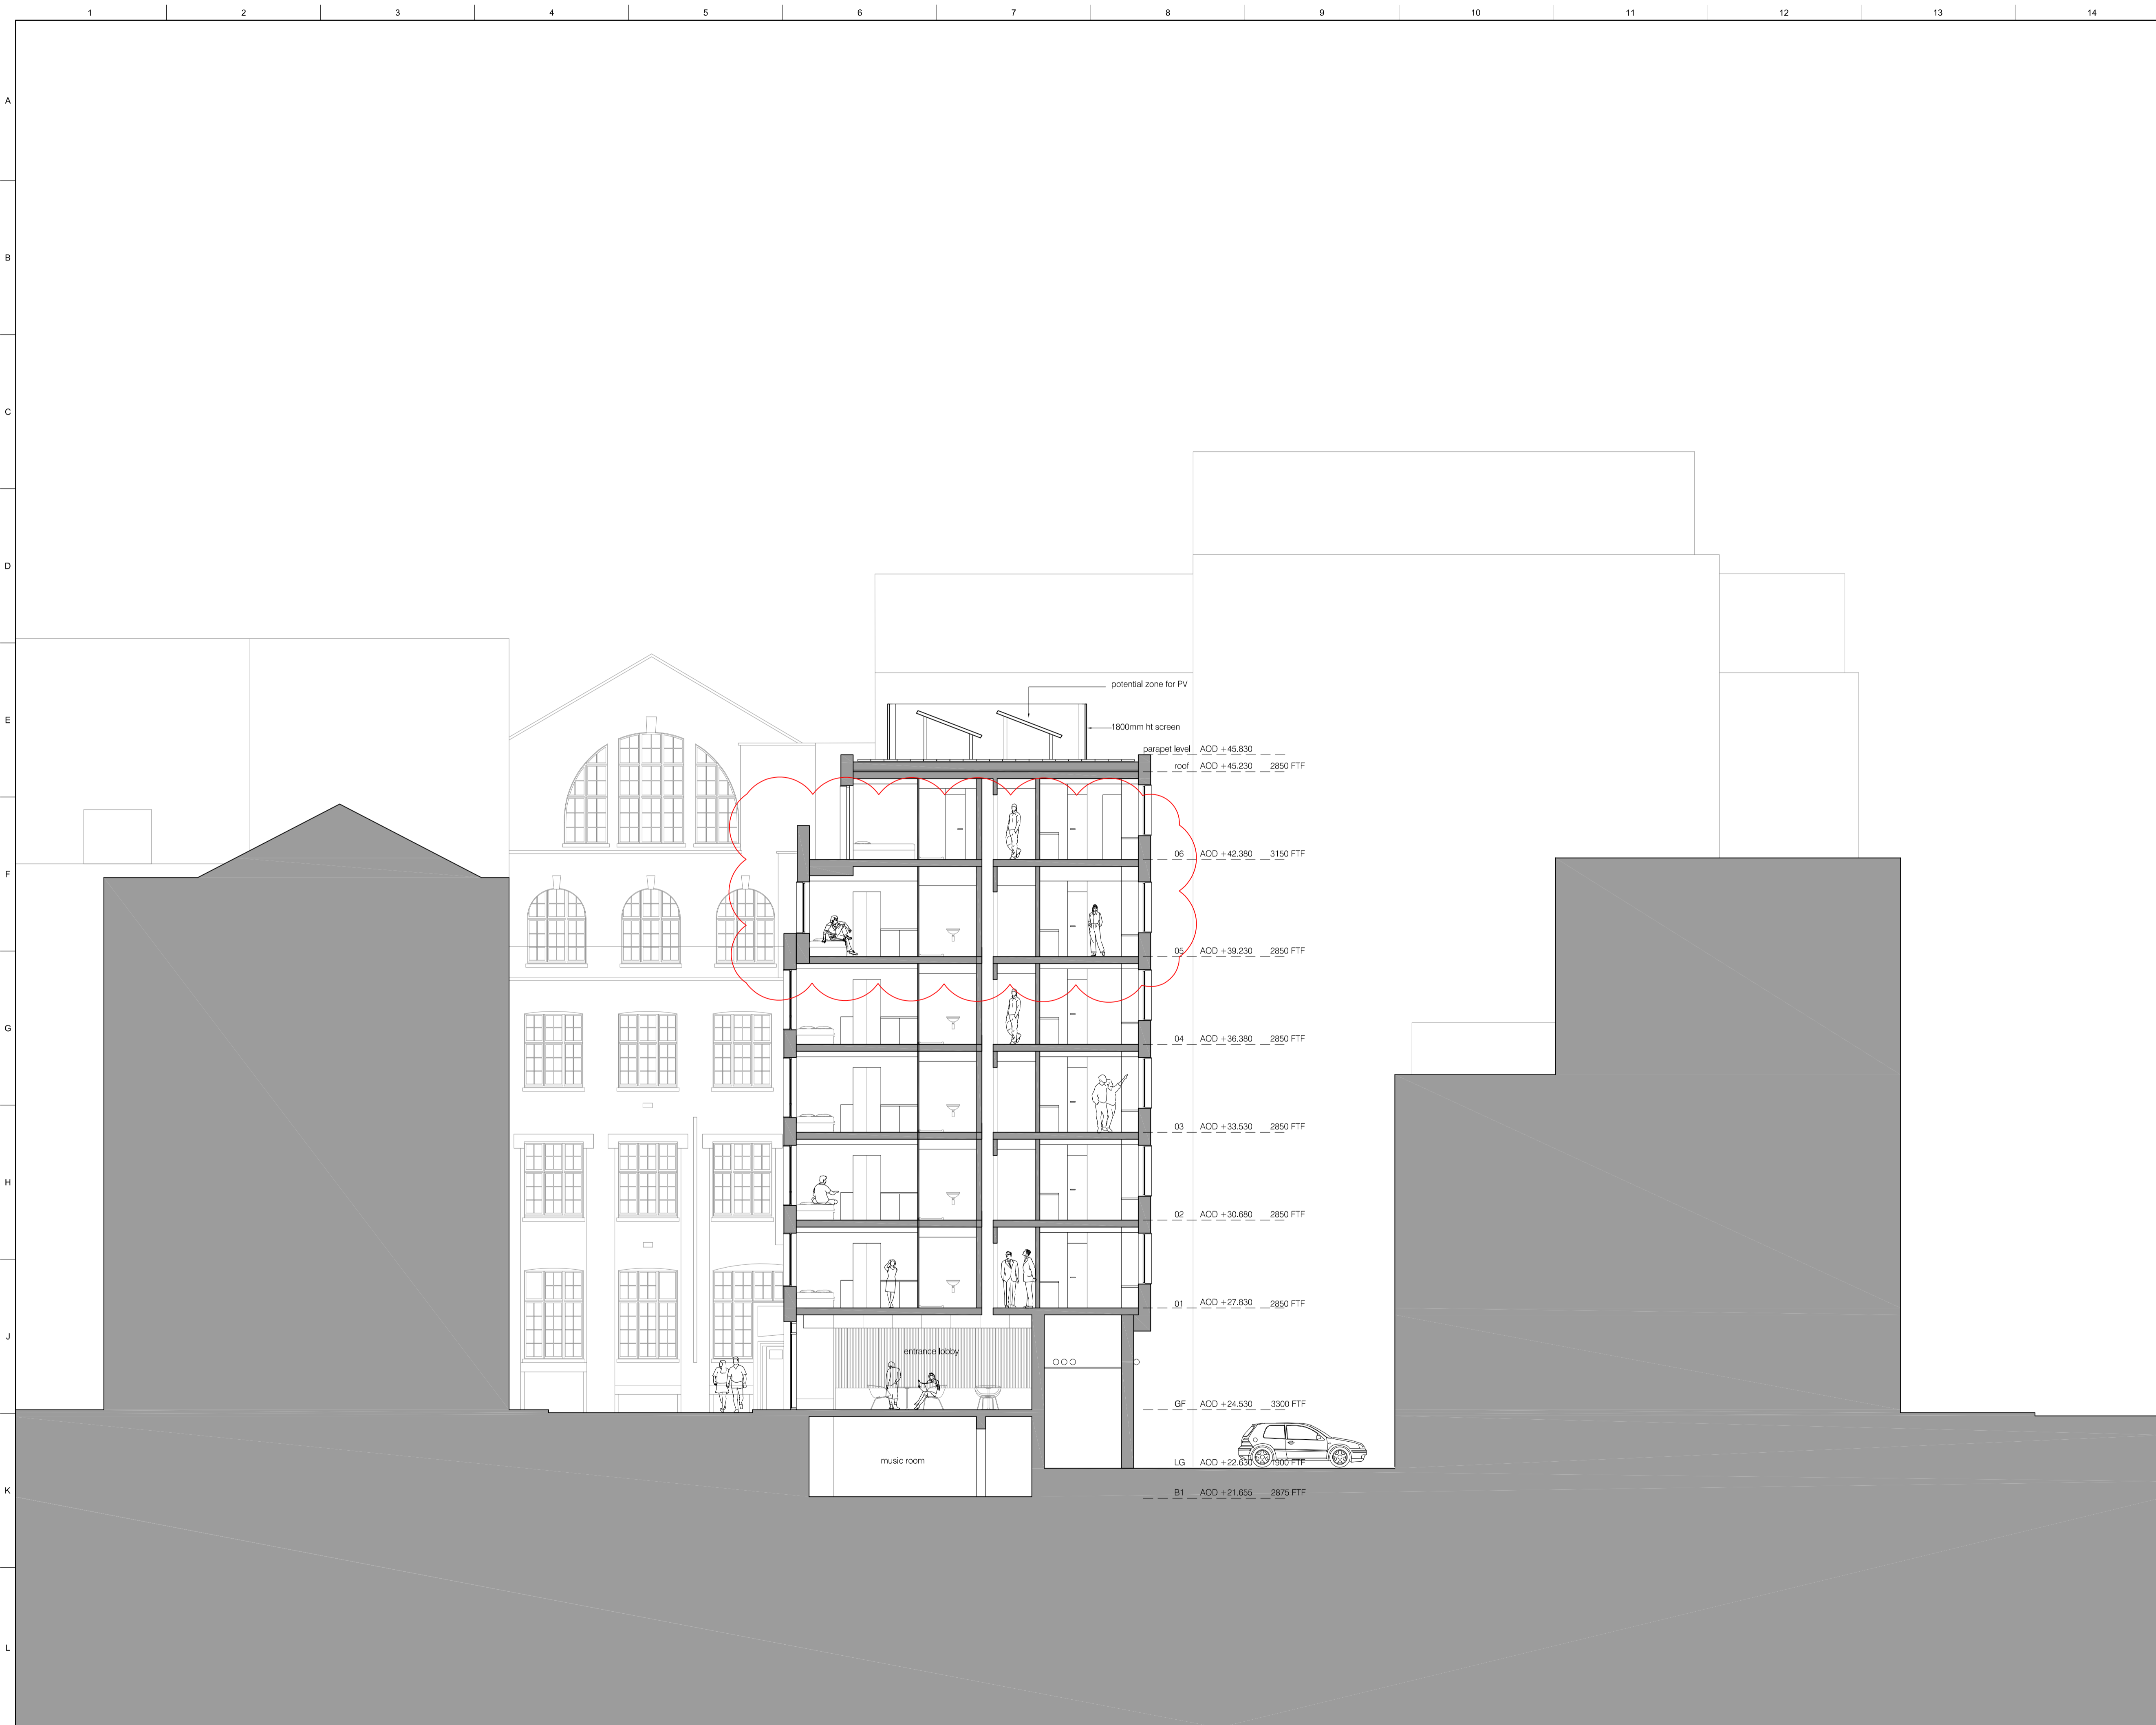 1 2 3 4 5 6 7 8 9 10 11 12 13 14
A
B
C
D
E
F
G
H
J
K
L
potential zone for PV
1800mm ht screen
parapet level AOD +45.830
roof AOD +45.230 2850 FTF
06 AOD +42.380 3150 FTF
05 AOD +39.230 2850 FTF
04 AOD +36.380 2850 FTF
03 AOD +33.530 2850 FTF
02 AOD +30.680 2850 FTF
01 AOD +27.830 2850 FTF
entrance lobby
GF AOD +24.530 3300 FTF
music room
LG AOD +22.630 1900 FTF
B1 AOD +21.655 2875 FTF